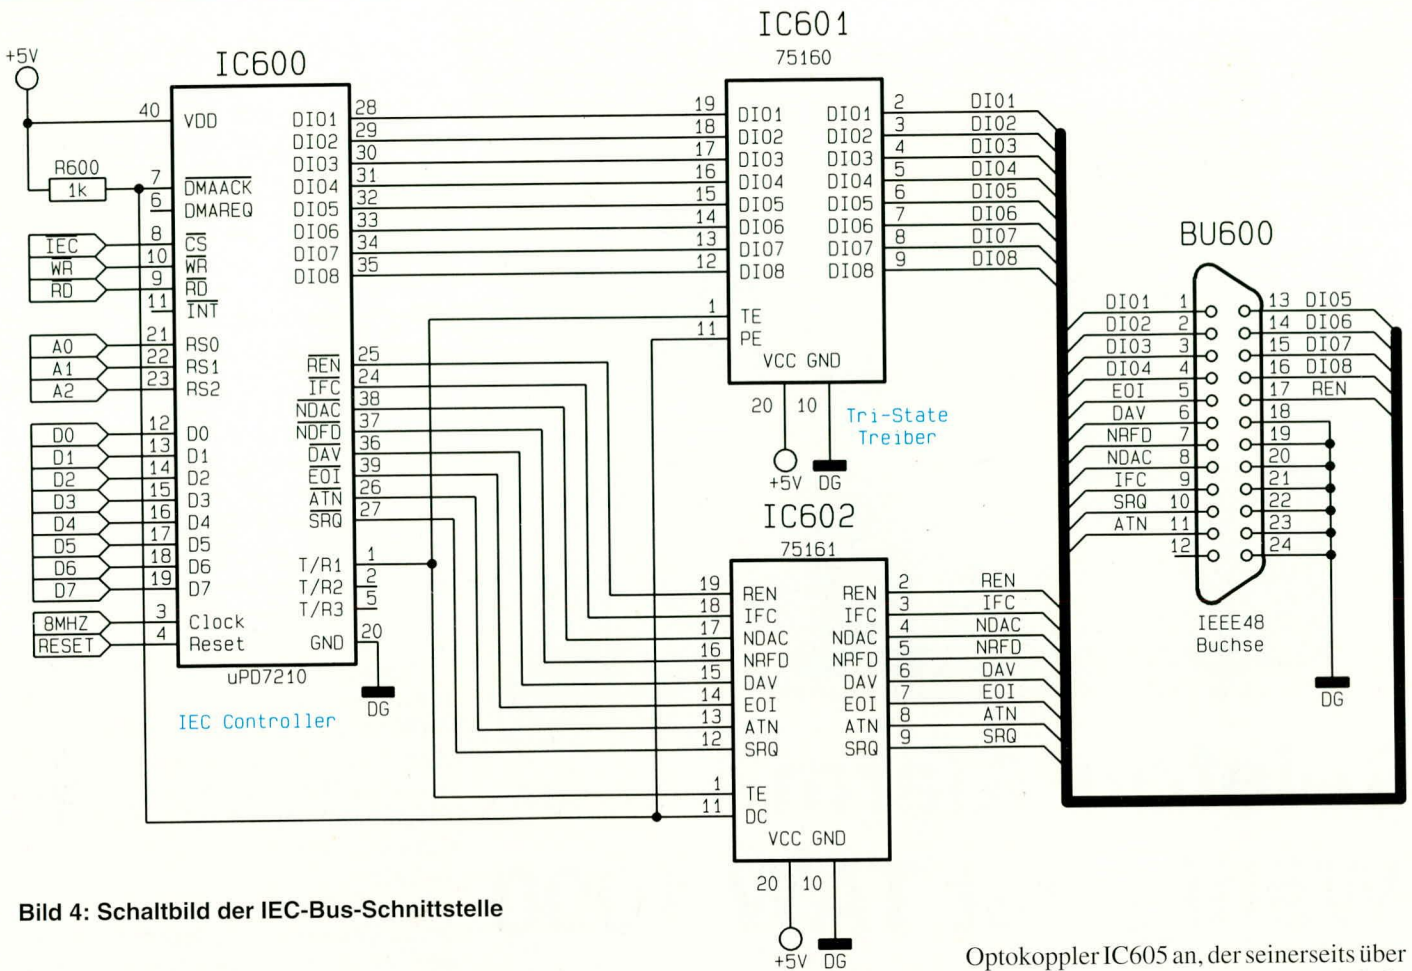 +5V
IC600
40
VDD
R600
1k
7
DMAACK
6
DMAREQ
IEC
8
CS
WR
10
WR
RD
9
RD
11
INT
A0
21
RS0
A1
22
RS1
A2
23
RS2
D0
12
D0
D1
13
D1
D2
14
D2
D3
15
D3
D4
16
D4
D5
17
D5
D6
18
D6
D7
19
D7
8MHZ
3
Clock
RESET
4
Reset
DIO1
28
DIO2
29
DIO3
30
DIO4
31
DIO5
32
DIO6
33
DIO7
34
DIO8
35
REN
25
IFC
24
NDAC
38
NDFD
37
DAV
36
EOI
39
ATN
26
SRQ
27
T/R1
1
T/R2
2
T/R3
5
GND
20
DG
uPD7210
IEC Controller
IC601
75160
19
DIO1
DIO1
2
DIO1
18
DIO2
DIO2
3
DIO2
17
DIO3
DIO3
4
DIO3
16
DIO4
DIO4
5
DIO4
15
DIO5
DIO5
6
DIO5
14
DIO6
DIO6
7
DIO6
13
DIO7
DIO7
8
DIO7
12
DIO8
DIO8
9
DIO8
1
TE
11
PE
VCC GND
20
10
+5V
DG
Tri-State
Treiber
IC602
75161
19
REN
REN
2
REN
18
IFC
IFC
3
IFC
17
NDAC
NDAC
4
NDAC
16
NRFD
NRFD
5
NRFD
15
DAV
DAV
6
DAV
14
EOI
EOI
7
EOI
13
ATN
ATN
8
ATN
12
SRQ
SRQ
9
SRQ
1
TE
11
DC
VCC GND
20
10
+5V
DG
BU600
DIO1
1
13
DIO5
DIO2
2
14
DIO6
DIO3
3
15
DIO7
DIO4
4
16
DIO8
EOI
5
17
REN
DAV
6
18
NRFD
7
19
NDAC
8
20
IFC
9
21
SRQ
10
22
ATN
11
23
12
24
IEEE48
Buchse
DG
Bild 4: Schaltbild der IEC-Bus-Schnittstelle
Optokoppler IC605 an, der seinerseits über